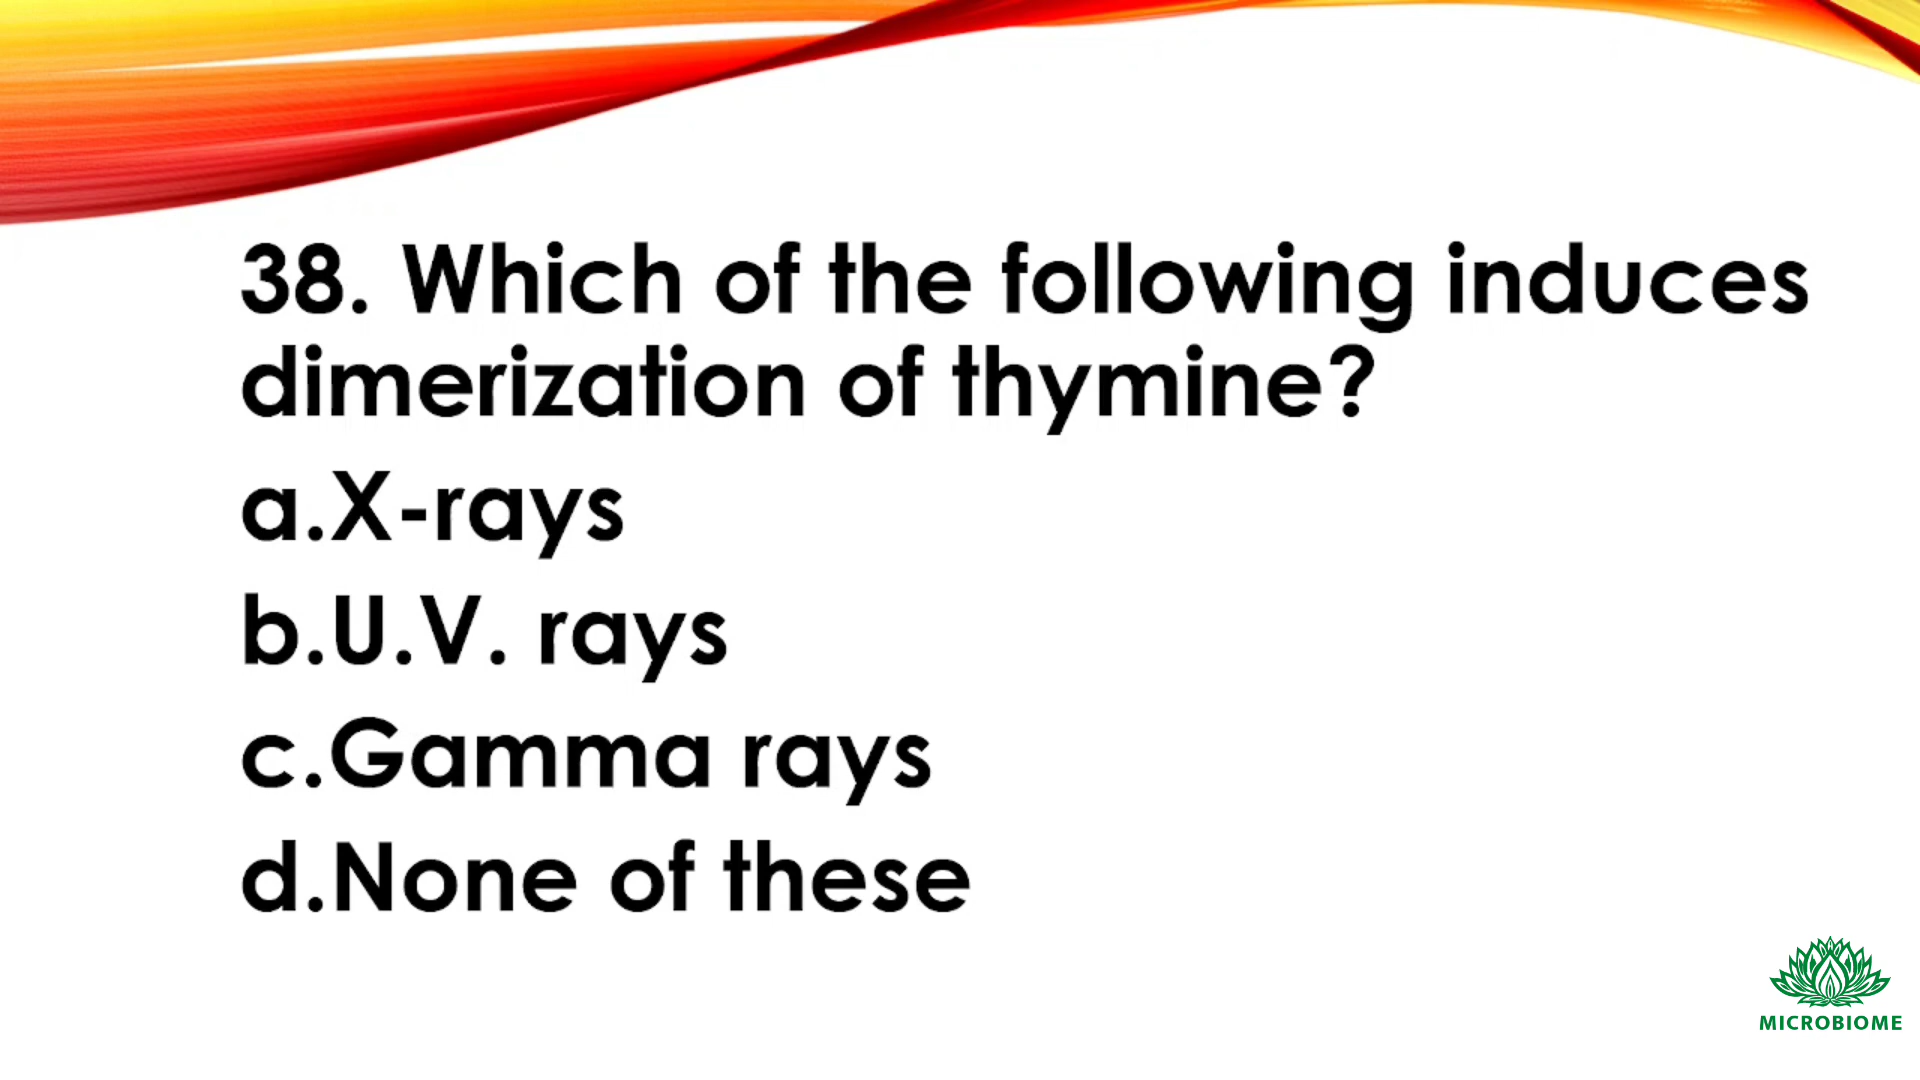 38. Which of the following induces
dimerization of thymine?
a.X-rays
b.U.V. rays
c.Gamma rays
d.None of these
MICROBIOME